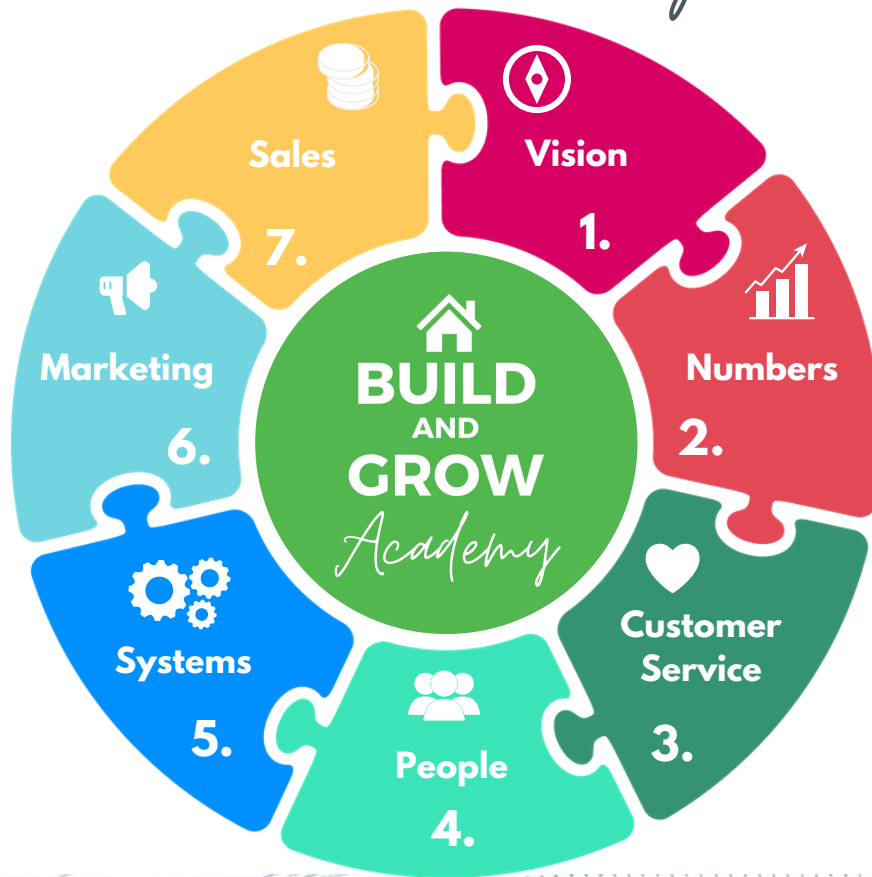 Vision
1.
Numbers
2.
Customer
Service
3.
People
4.
Systems
5.
Marketing
6.
Sales
7.
BUILD
AND
GROW
Academy